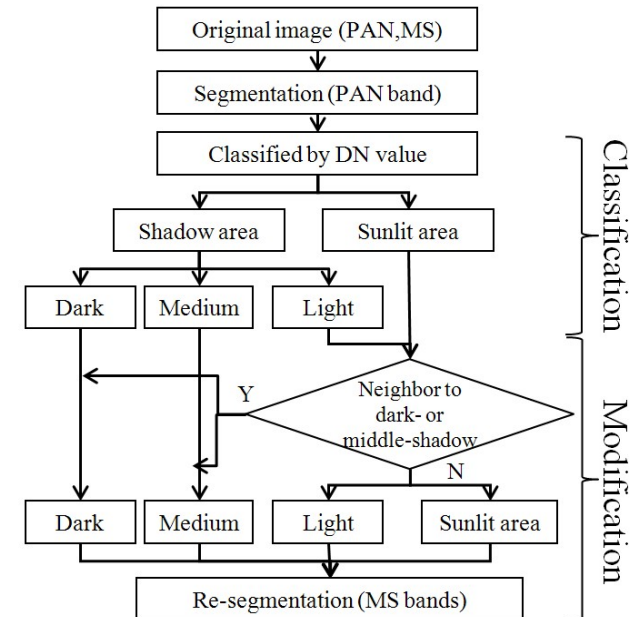 Original image (PAN,MS)
Segmentation (PAN band)
Classified by DN value
Shadow area
Sunlit area
Dark
Medium
Light
Classification
Y
Neighbor to
dark- or
middle-shadow
N
Dark
Medium
Light
Sunlit area
Modification
Re-segmentation (MS bands)